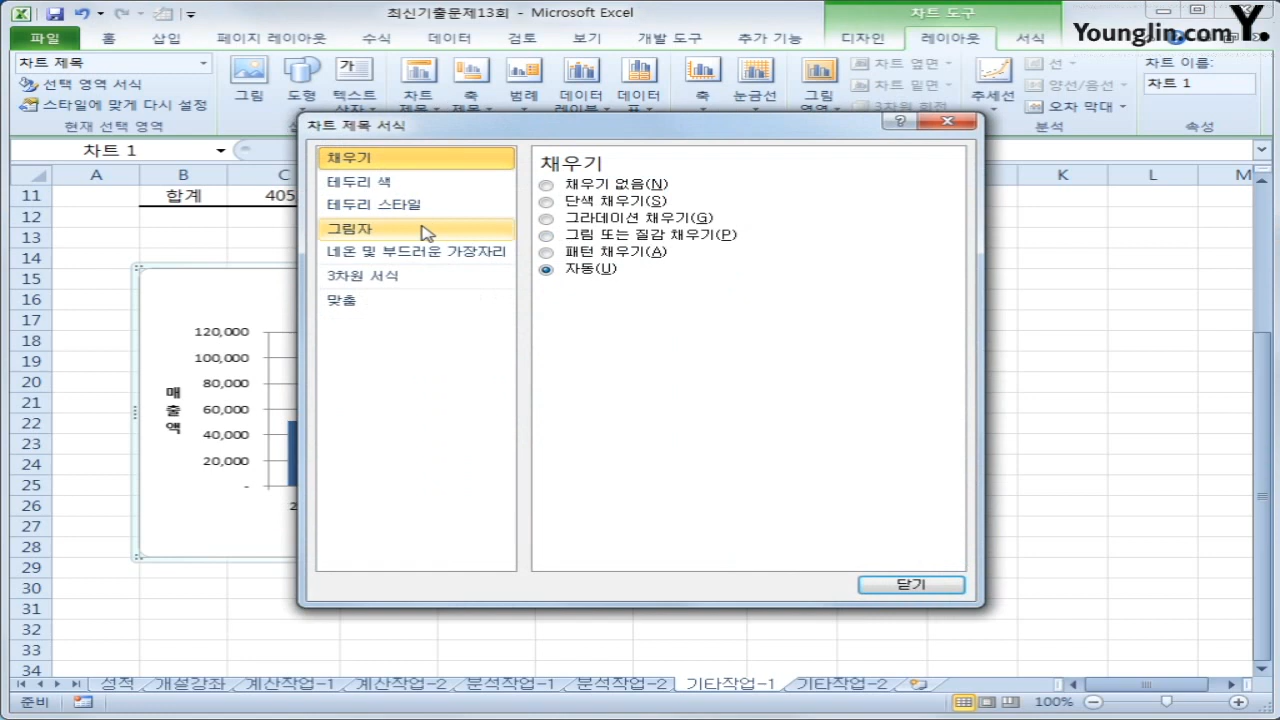 최신기출문제13회 - Microsoft Excel
차트 도구
Younglin.com Y.
파일 홈 삽입 페이지 레이아웃 수식 데이터 검토 보기 개발 도구 추가 기능 디자인 레이아웃 서식
차트 제목
선택 영역 서식
스타일에 맞게 다시 설정
현재 선택 영역
그림 도형 텍스트 차트 축 범례 데이터 데이터 축 눈금선 그림
차트 옆면
차트 밑면
3차원 회전
추세선
선
양선/음선
오차 막대
분석
차트 이름:
차트 1
속성
차트 1
차트 제목 서식
채우기
테두리 색
테두리 스타일
그림자
네온 및 부드러운 가장자리
3차원 서식
맞춤
채우기
채우기 없음(N)
단색 채우기(S)
그라데이션 채우기(G)
그림 또는 질감 채우기(P)
패턴 채우기(A)
자동(U)
닫기
A B C K L M
11 합계 405
12
13
14
15
16
17
18
19
20
21
22
23
24
25
26
27
28
29
30
31
32
33
34
120,000
100,000
80,000
60,000
40,000
20,000
-
매출액
성적 개설강좌 계산작업-1 계산작업-2 분석작업-1 분석작업-2 기타작업-1 기타작업-2
준비
100%